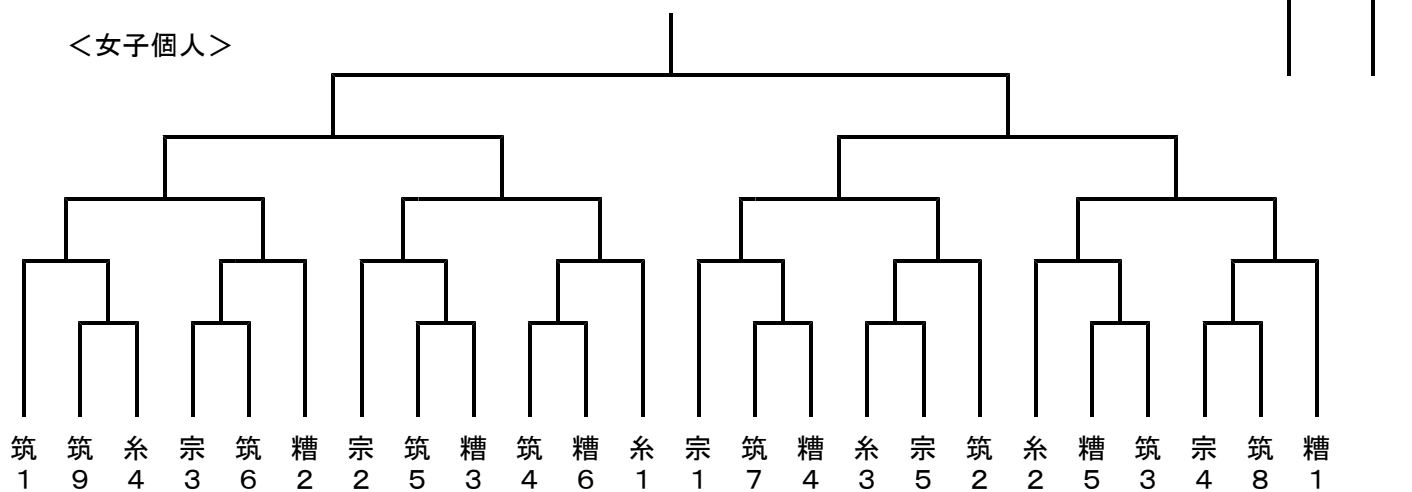 ＜女子個人＞
筑 筑 糸 宗 筑 糟 宗 筑 糟 筑 糟 糸 宗 筑 糟 糸 宗 筑 糸 糟 筑 宗 筑 糟
1 9 4 3 6 2 2 5 3 4 6 1 1 7 4 3 5 2 2 5 3 4 8 1